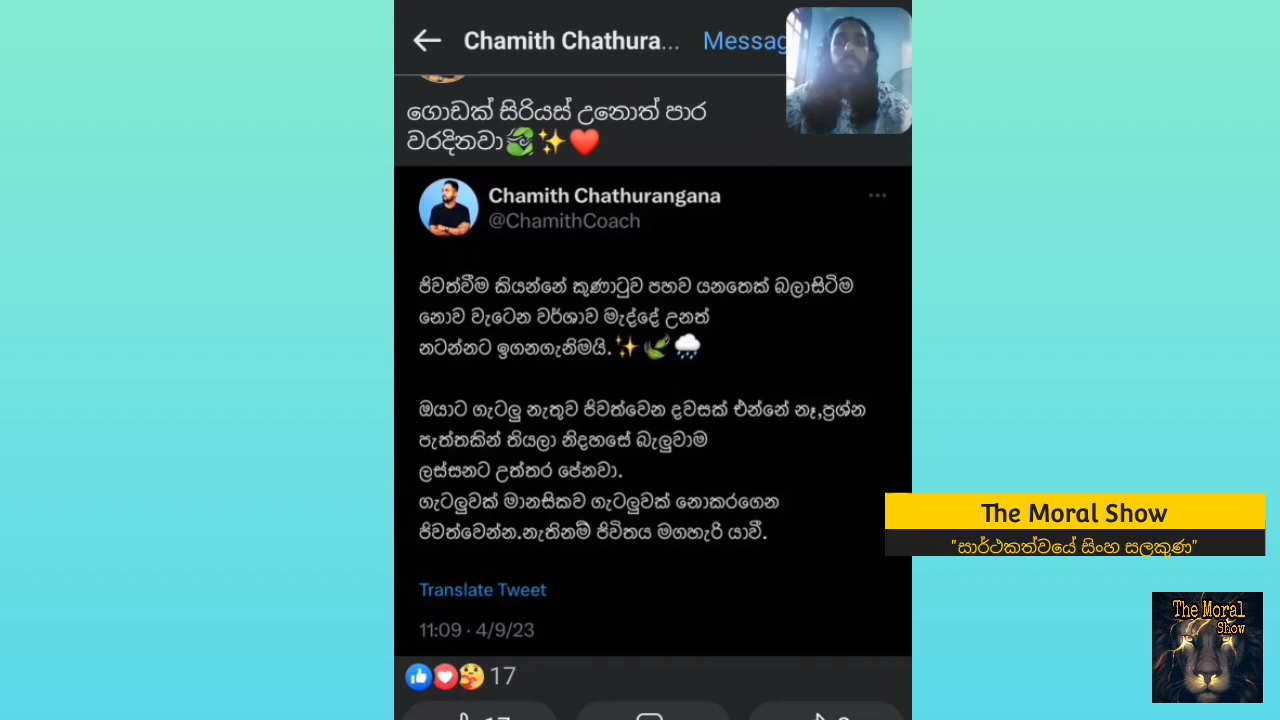 Chamith Chathura...
Messag
ගොඩක් සිරියස් උනොත් පාර
වරදිනවා
Chamith Chathurangana
@ChamithCoach
ජිවත්වීම කියන්නේ කුණාටුව පහව යනතෙක් බලාසිටිම
නොව වැටෙන වර්ශාව මැද්දේ උනත්
නටන්නට ඉගනගැනිමයි.
ඔයාට ගැටලු නැතුව ජිවත්වෙන දවසක් එන්නේ නෑ,ප්‍රශ්න
පැත්තකින් තියලා නිදහසේ බැලුවාම
ලස්සනට උත්තර පේනවා.
ගැටලුවක් මානසිකව ගැටලුවක් නොකරගෙන
ජිවත්වෙන්න.නැතිනම් ජිවිතය මගහැරි යාවී.
Translate Tweet
11:09 · 4/9/23
17
The Moral Show
"සාර්ථකත්වයේ සිංහ සලකුණ"
The Moral
Show